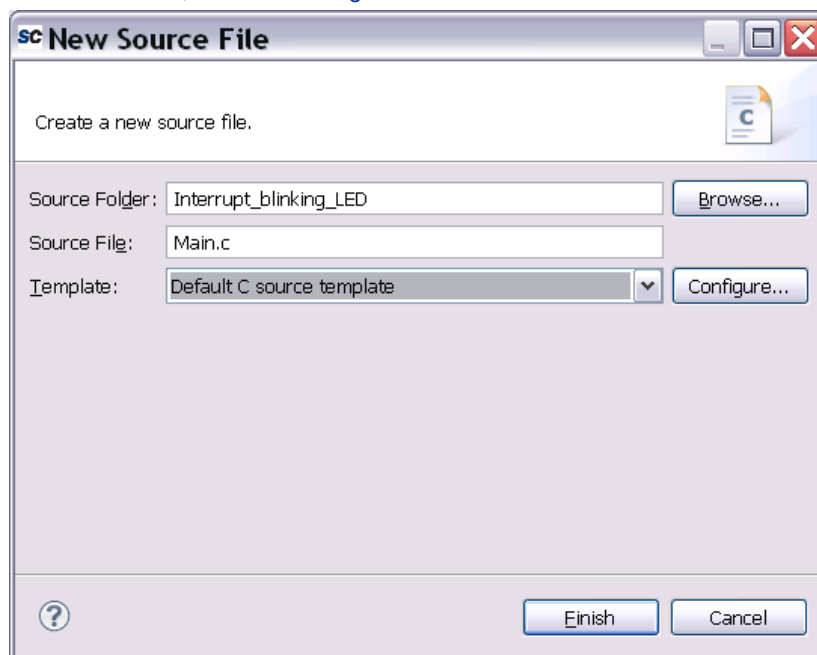 SC New Source File
Create a new source file.
C
Source Folder: Interrupt_blinking_LED Browse...
Source File: Main.c
Template: Default C source template Configure...
?
Finish Cancel